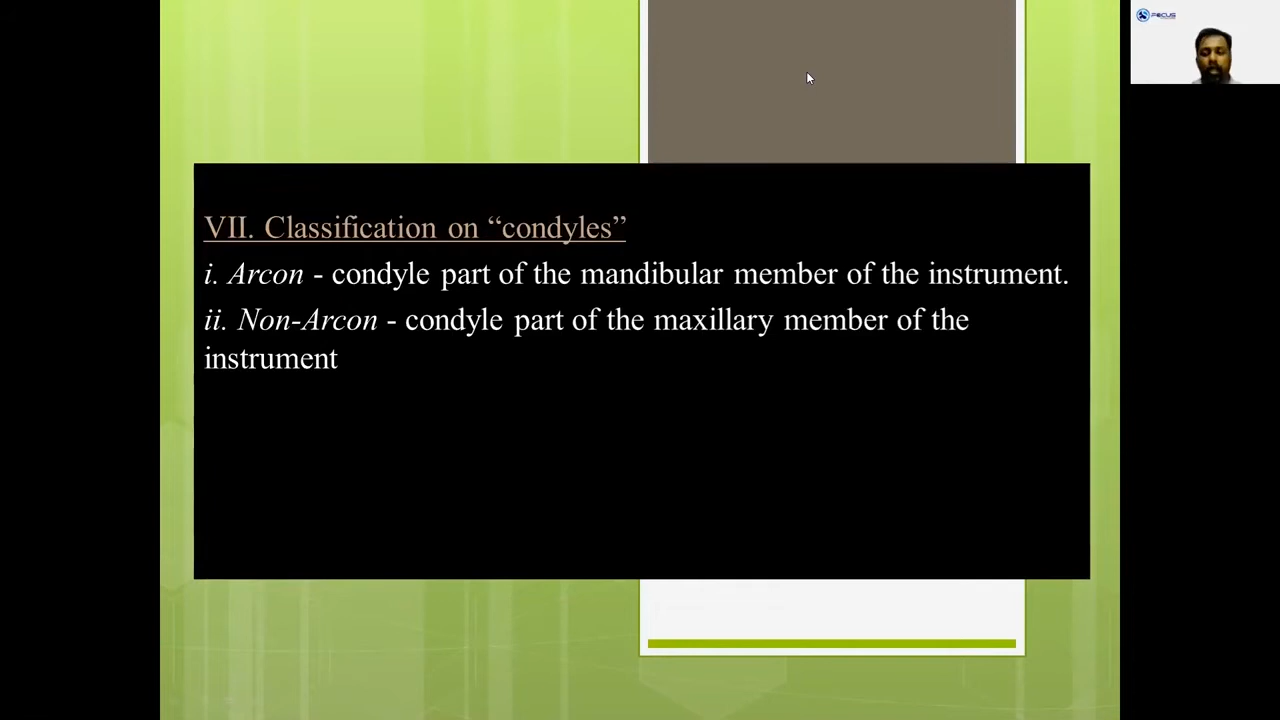 FOCUS
VII. Classification on “condyles”
i. Arcon - condyle part of the mandibular member of the instrument.
ii. Non-Arcon - condyle part of the maxillary member of the
instrument